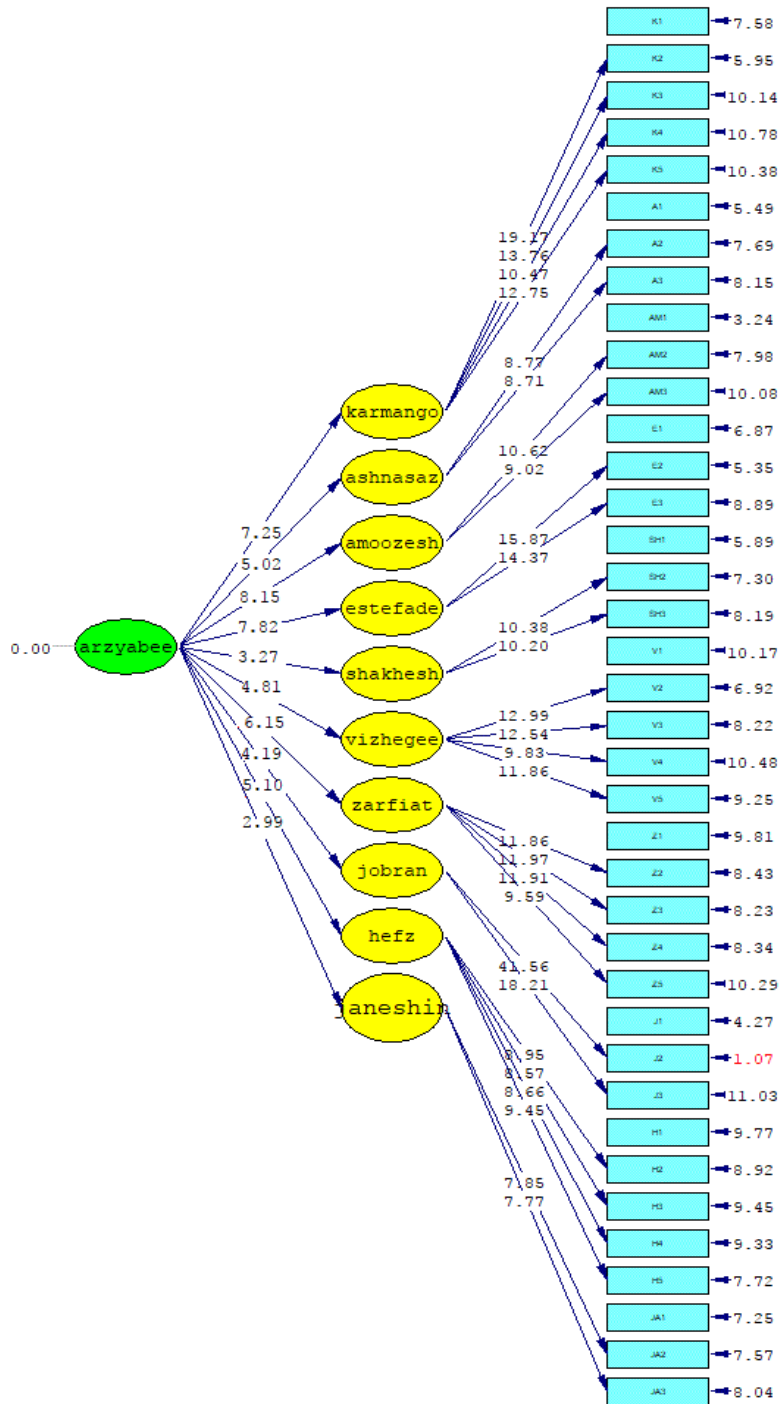 K1 7.58
K2 5.95
K3 10.14
K4 10.78
K5 10.38
A1 5.49
A2 7.69
A3 8.15
AM1 3.24
AM2 7.98
AM3 10.08
E1 6.87
E2 5.35
E3 8.89
SH1 5.89
SH2 7.30
SH3 8.19
V1 10.17
V2 6.92
V3 8.22
V4 10.48
V5 9.25
Z1 9.81
Z2 8.43
Z3 8.23
Z4 8.34
Z5 10.29
J1 4.27
J2 1.07
J3 11.03
H1 9.77
H2 8.92
H3 9.45
H4 9.33
H5 7.72
JA1 7.25
JA2 7.57
JA3 8.04
19.17
13.76
10.47
12.75
8.77
8.71
10.62
9.02
15.87
14.37
10.38
10.20
12.99
12.54
9.83
11.86
11.86
11.97
11.91
9.59
41.56
18.21
8.95
8.57
8.66
9.45
7.85
7.77
karmango
ashnasaz
amoozesh
estefade
shakhesh
vizhegee
zarfiat
jobran
hefz
janeshin
7.25
5.02
8.15
7.82
3.27
4.81
6.15
4.19
5.10
2.99
0.00 arzyabee